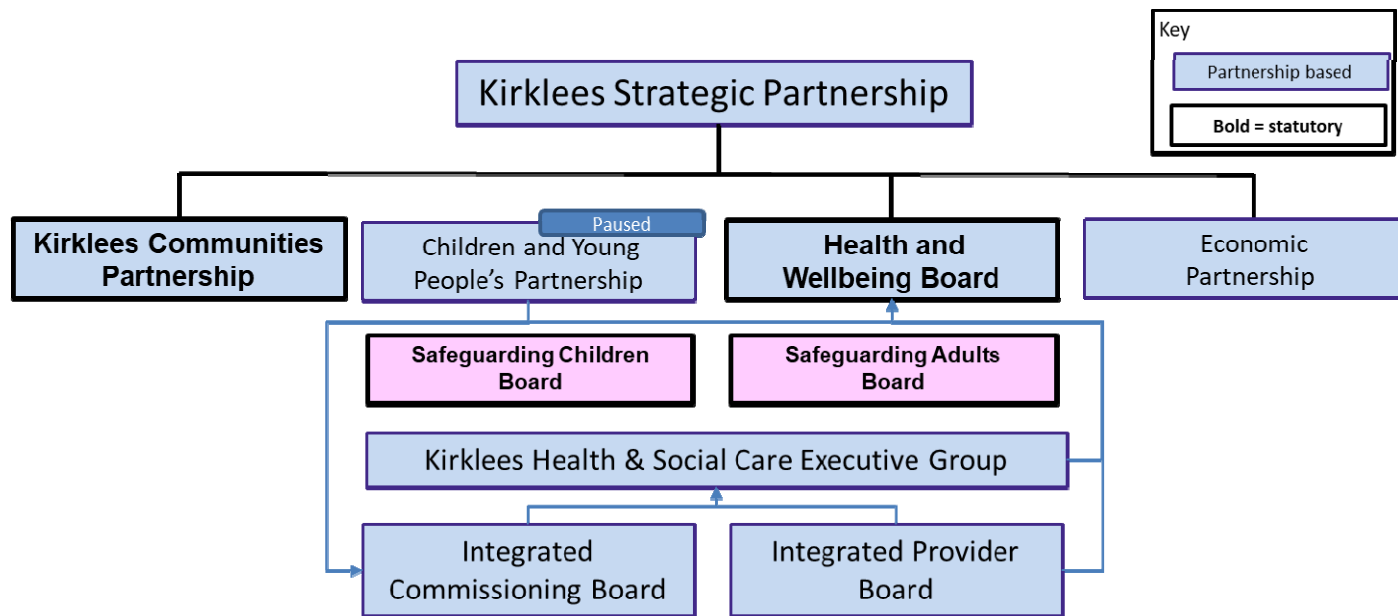 Key
Partnership based
Bold = statutory
Kirklees Strategic Partnership
Kirklees Communities
Partnership
Paused
Children and Young
People’s Partnership
Health and
Wellbeing Board
Economic
Partnership
Safeguarding Children
Board
Safeguarding Adults
Board
Kirklees Health & Social Care Executive Group
Integrated
Commissioning Board
Integrated Provider
Board